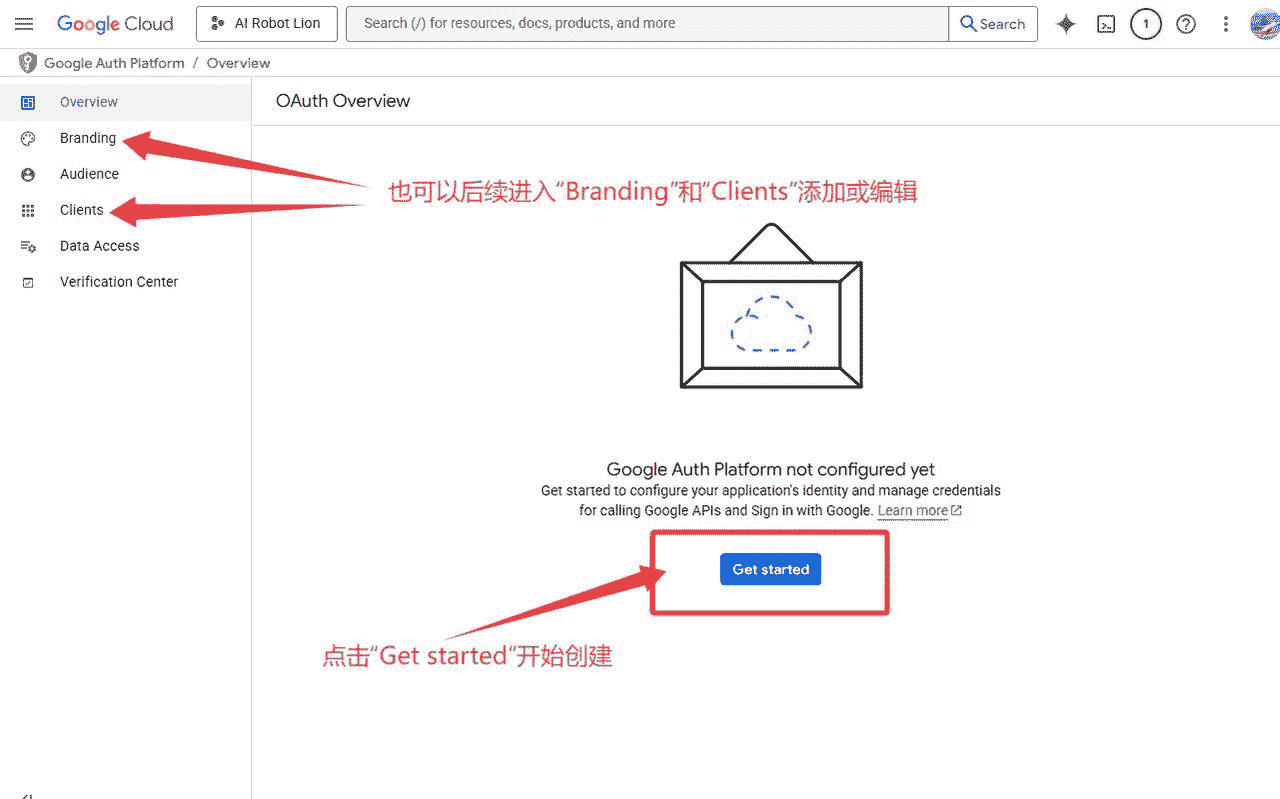 Google Cloud
AI Robot Lion
Search (/) for resources, docs, products, and more
Search
1
Google Auth Platform / Overview
Overview
OAuth Overview
Branding
Audience
也可以后续进入“Branding”和“Clients”添加或编辑
Clients
Data Access
Verification Center
Google Auth Platform not configured yet
Get started to configure your application's identity and manage credentials
for calling Google APIs and Sign in with Google. Learn more
Get started
点击“Get started“开始创建